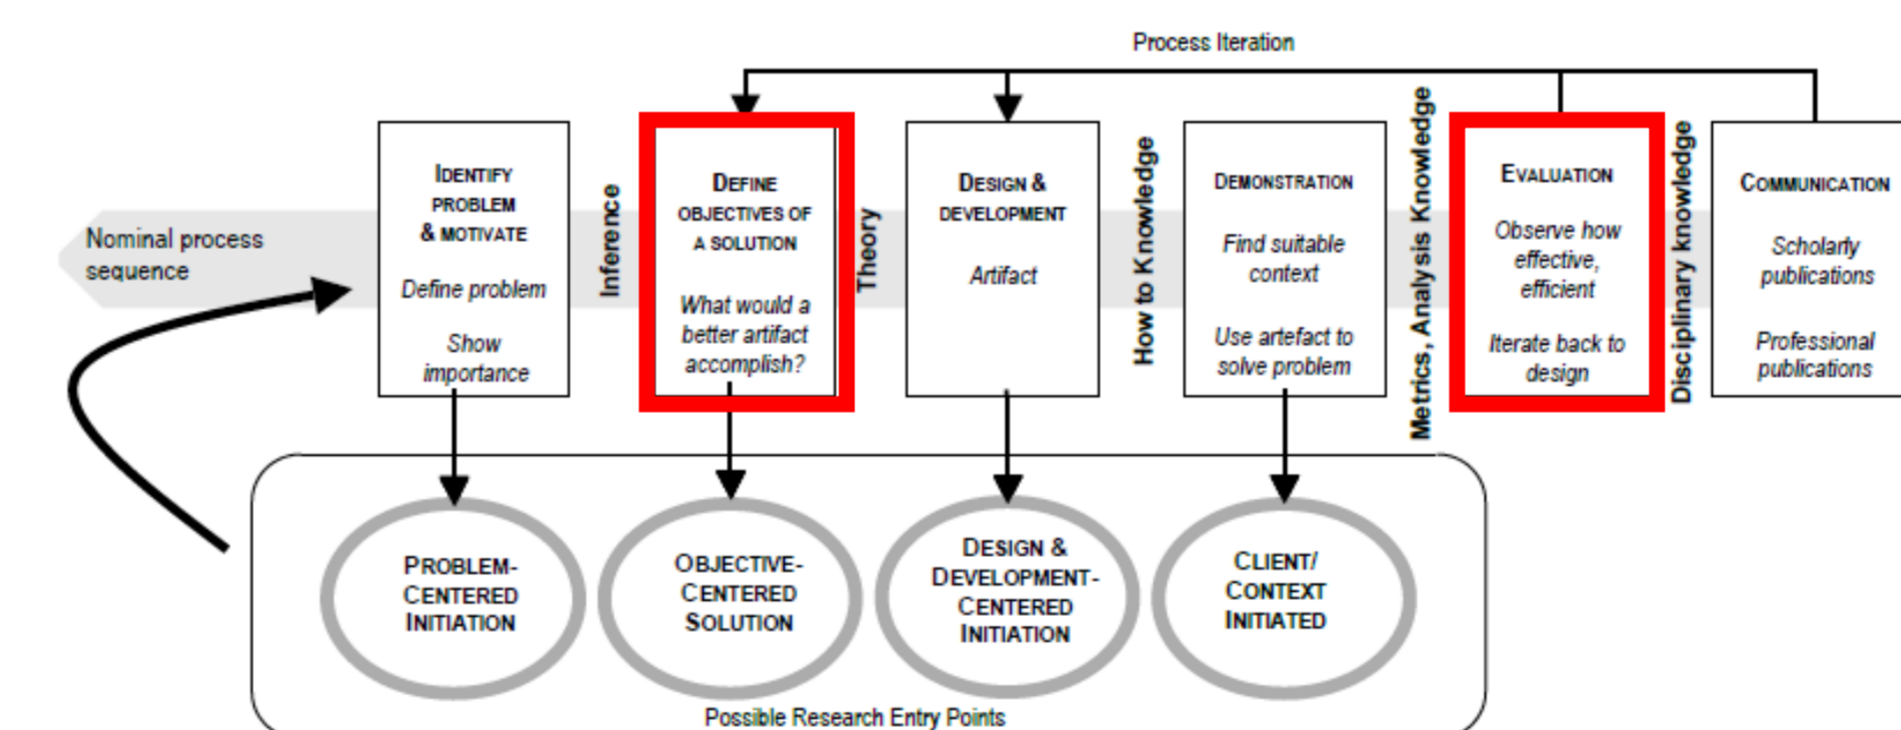 Process Iteration
Nominal process
sequence
IDENTIFY
PROBLEM
& MOTIVATE
Define problem
Show
importance
Inference
DEFINE
OBJECTIVES OF
A SOLUTION
What would a
better artifact
accomplish?
Theory
DESIGN &
DEVELOPMENT
Artifact
How to Knowledge
DEMONSTRATION
Find suitable
context
Use artefact to
solve problem
Metrics, Analysis Knowledge
EVALUATION
Observe how
effective,
efficient
Iterate back to
design
Disciplinary knowledge
COMMUNICATION
Scholarly
publications
Professional
publications
PROBLEM-
CENTERED
INITIATION
OBJECTIVE-
CENTERED
SOLUTION
DESIGN &
DEVELOPMENT-
CENTERED
INITIATION
CLIENT/
CONTEXT
INITIATED
Possible Research Entry Points